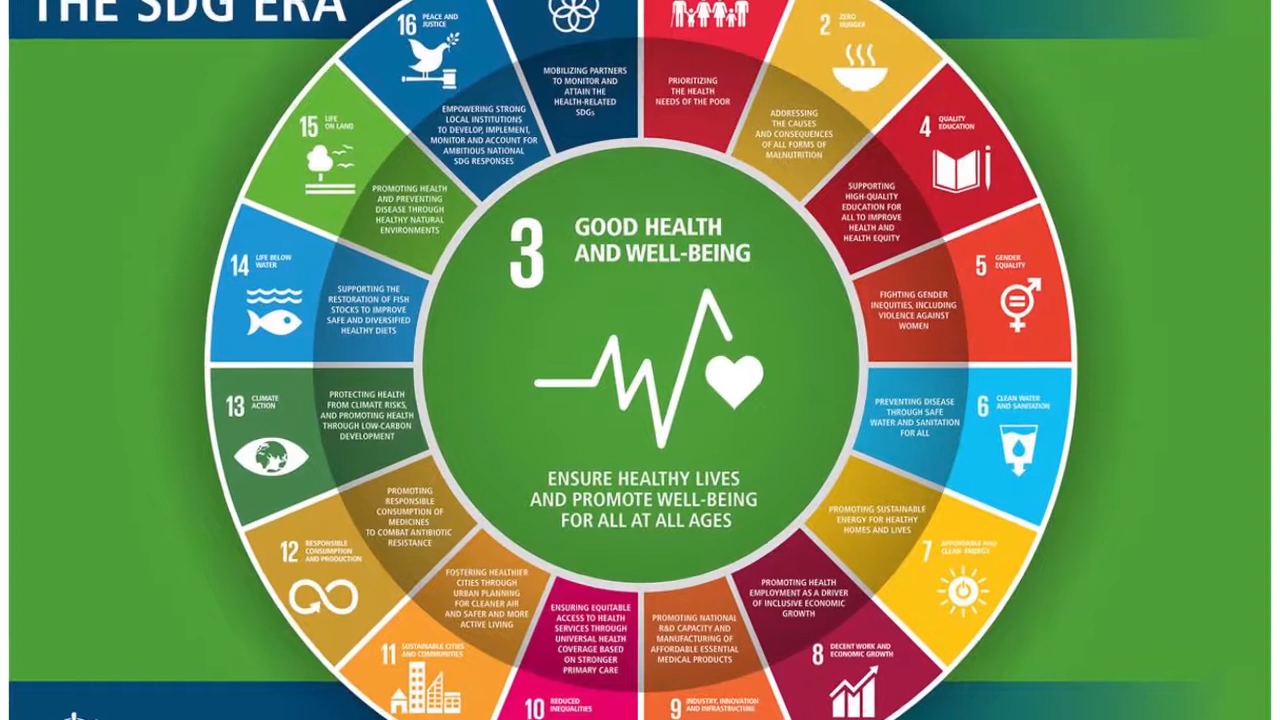 THE SDG ERA
3
GOOD HEALTH
AND WELL-BEING
ENSURE HEALTHY LIVES
AND PROMOTE WELL-BEING
FOR ALL AT ALL AGES
PRIORITIZING
THE HEALTH
NEEDS OF THE POOR
2
ZERO
HUNGER
ADDRESSING
THE CAUSES
AND CONSEQUENCES
OF ALL FORMS OF
MALNUTRITION
4
QUALITY
EDUCATION
SUPPORTING
HIGH-QUALITY
EDUCATION FOR
ALL TO IMPROVE
HEALTH AND
HEALTH EQUITY
5
GENDER
EQUALITY
FIGHTING GENDER
INEQUITIES, INCLUDING
VIOLENCE AGAINST
WOMEN
6
CLEAN WATER
AND SANITATION
PREVENTING DISEASE
THROUGH SAFE
WATER AND SANITATION
FOR ALL
7
AFFORDABLE AND
CLEAN ENERGY
PROMOTING SUSTAINABLE
ENERGY FOR HEALTHY
HOMES AND LIVES
8
DECENT WORK AND
ECONOMIC GROWTH
PROMOTING HEALTH
EMPLOYMENT AS A DRIVER
OF INCLUSIVE ECONOMIC
GROWTH
9
INDUSTRY, INNOVATION
AND INFRASTRUCTURE
PROMOTING NATIONAL
R&D CAPACITY AND
MANUFACTURING OF
AFFORDABLE ESSENTIAL
MEDICAL PRODUCTS
10
REDUCED
INEQUALITIES
ENSURING EQUITABLE
ACCESS TO HEALTH
SERVICES THROUGH
UNIVERSAL HEALTH
COVERAGE BASED
ON STRONGER
PRIMARY CARE
11
SUSTAINABLE CITIES
AND COMMUNITIES
FOSTERING HEALTHIER
CITIES THROUGH
URBAN PLANNING
FOR CLEANER AIR
AND SAFER AND MORE
ACTIVE LIVING
12
RESPONSIBLE
CONSUMPTION
AND PRODUCTION
PROMOTING
RESPONSIBLE
CONSUMPTION OF
MEDICINES
TO COMBAT ANTIBIOTIC
RESISTANCE
13
CLIMATE
ACTION
PROTECTING HEALTH
FROM CLIMATE RISKS,
AND PROMOTING HEALTH
THROUGH LOW-CARBON
DEVELOPMENT
14
LIFE BELOW
WATER
SUPPORTING THE
RESTORATION OF FISH
STOCKS TO IMPROVE
SAFE AND DIVERSIFIED
HEALTHY DIETS
15
LIFE
ON LAND
PROMOTING HEALTH
AND PREVENTING
DISEASE THROUGH
HEALTHY NATURAL
ENVIRONMENTS
16
PEACE AND
JUSTICE
EMPOWERING STRONG
LOCAL INSTITUTIONS
TO DEVELOP, IMPLEMENT,
MONITOR AND ACCOUNT FOR
AMBITIOUS NATIONAL
SDG RESPONSES
MOBILIZING PARTNERS
TO MONITOR AND
ATTAIN THE
HEALTH-RELATED
SDGs